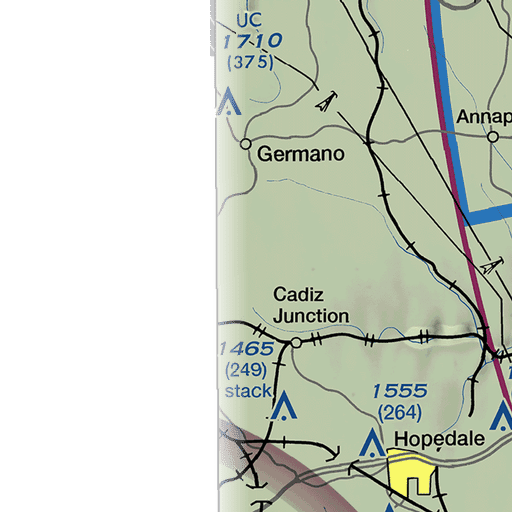 UC
1710
(375)
Annap
Germano
Cadiz
Junction
1465
(249)
stack
1555
(264)
Hopedale